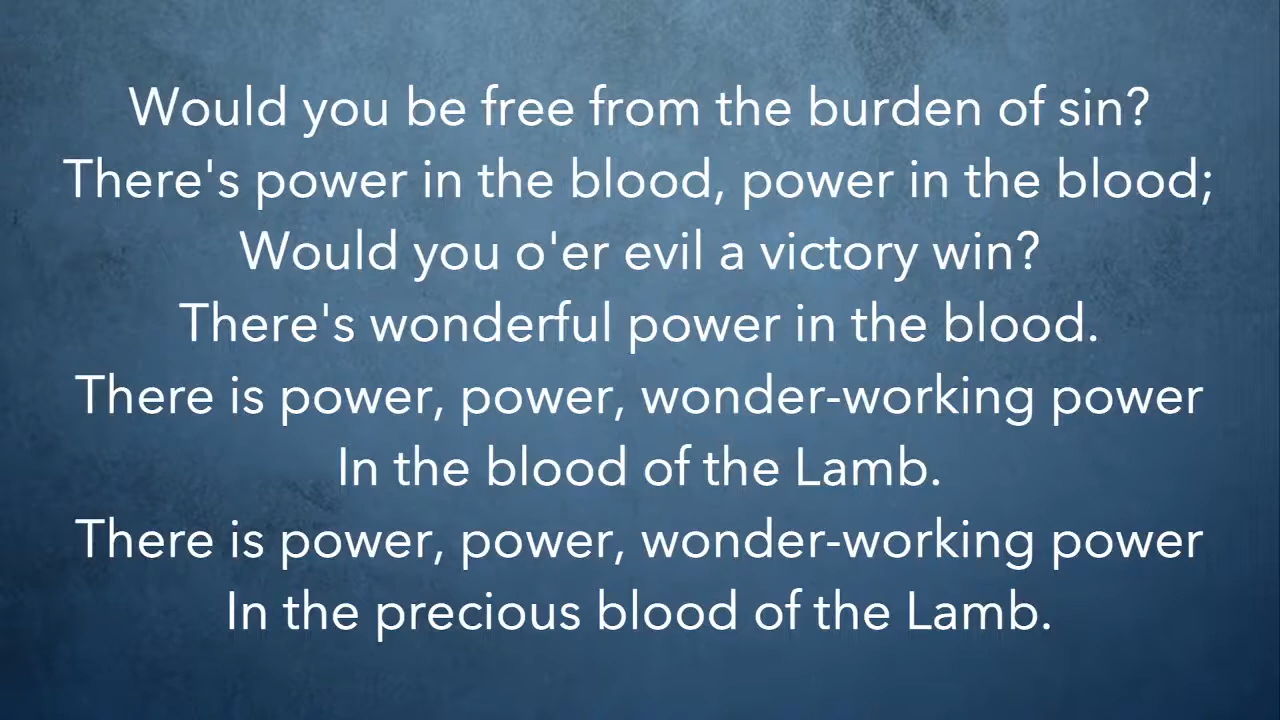 Would you be free from the burden of sin?
There's power in the blood, power in the blood;
Would you o'er evil a victory win?
There's wonderful power in the blood.
There is power, power, wonder-working power
In the blood of the Lamb.
There is power, power, wonder-working power
In the precious blood of the Lamb.